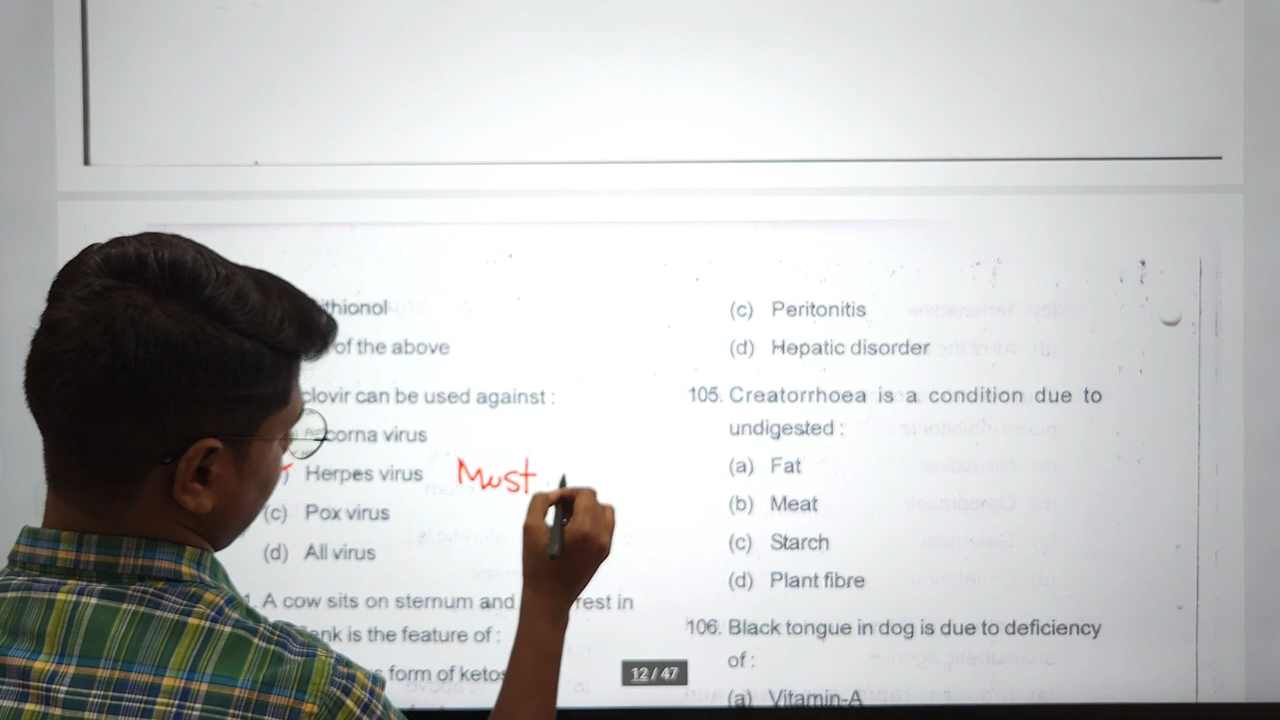 ithionol
of the above
clovir can be used against :
corna virus
Herpes virus Must
(c) Pox virus
(d) All virus
. A cow sits on sternum and rest in
is the feature of :
form of
12 / 47
(c) Peritonitis
(d) Hepatic disorder
105. Creatorrhoea is a condition due to
undigested :
(a) Fat
(b) Meat
(c) Starch
(d) Plant fibre
106. Black tongue in dog is due to deficiency
of :
(a) Vitamin-A